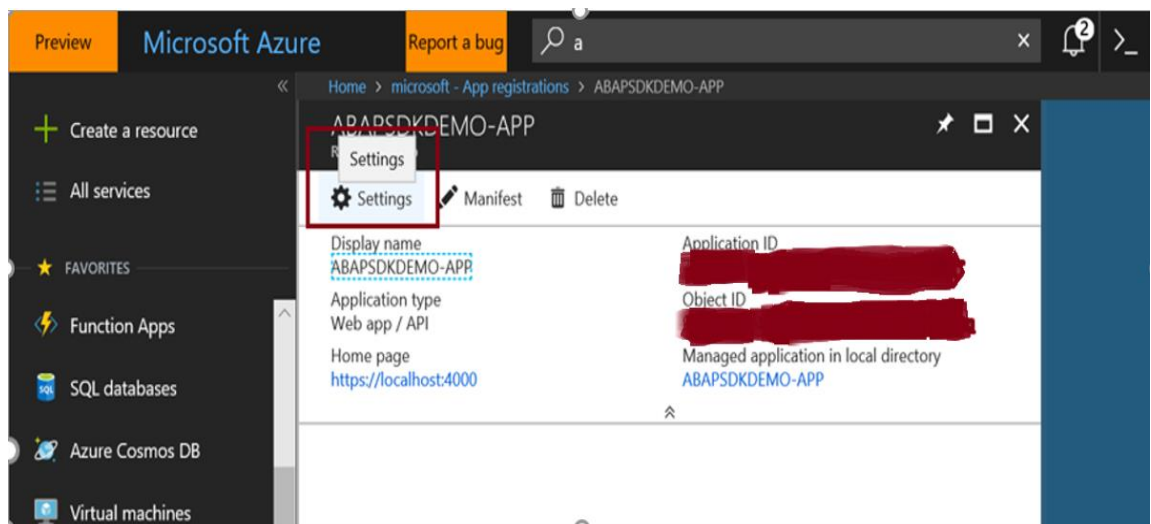 Preview
Microsoft Azure
Report a bug
a
2
Home > microsoft - App registrations > ABAPSDKDEMO-APP
Create a resource
All services
FAVORITES
Function Apps
SQL databases
Azure Cosmos DB
Virtual machines
ABAPSDKDEMO-APP
Settings
Settings
Manifest
Delete
Display name
ABAPSDKDEMO-APP
Application type
Web app / API
Home page
https://localhost:4000
Application ID
Object ID
Managed application in local directory
ABAPSDKDEMO-APP